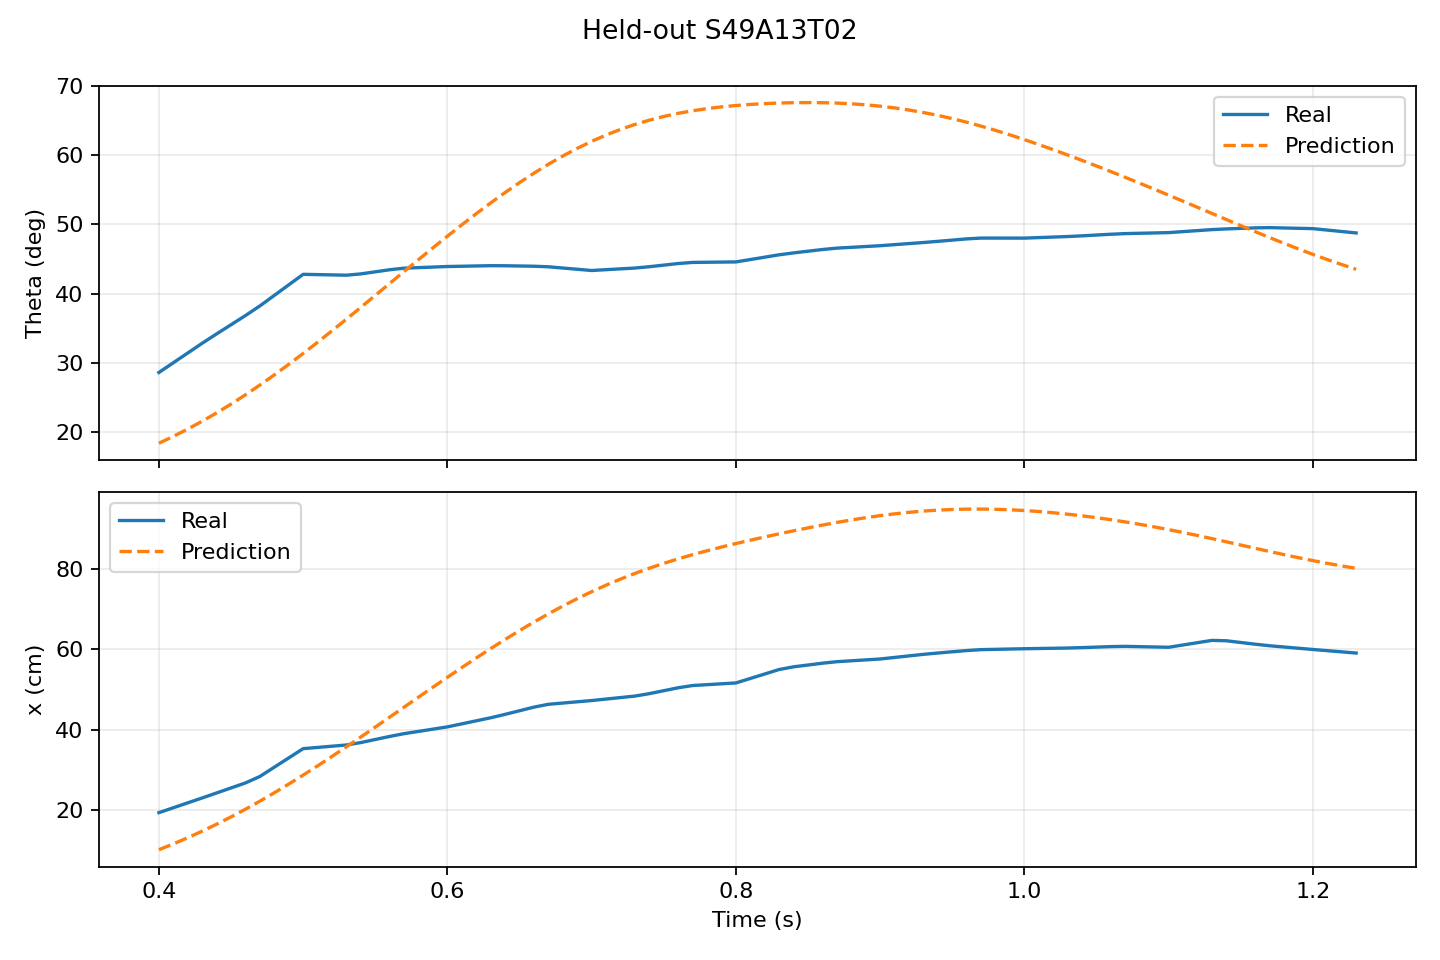 Held-out S49A13T02
70
60
50
40
30
20
Theta (deg)
Real
Prediction
80
60
40
20
x (cm)
Real
Prediction
0.4 0.6 0.8 1.0 1.2
Time (s)